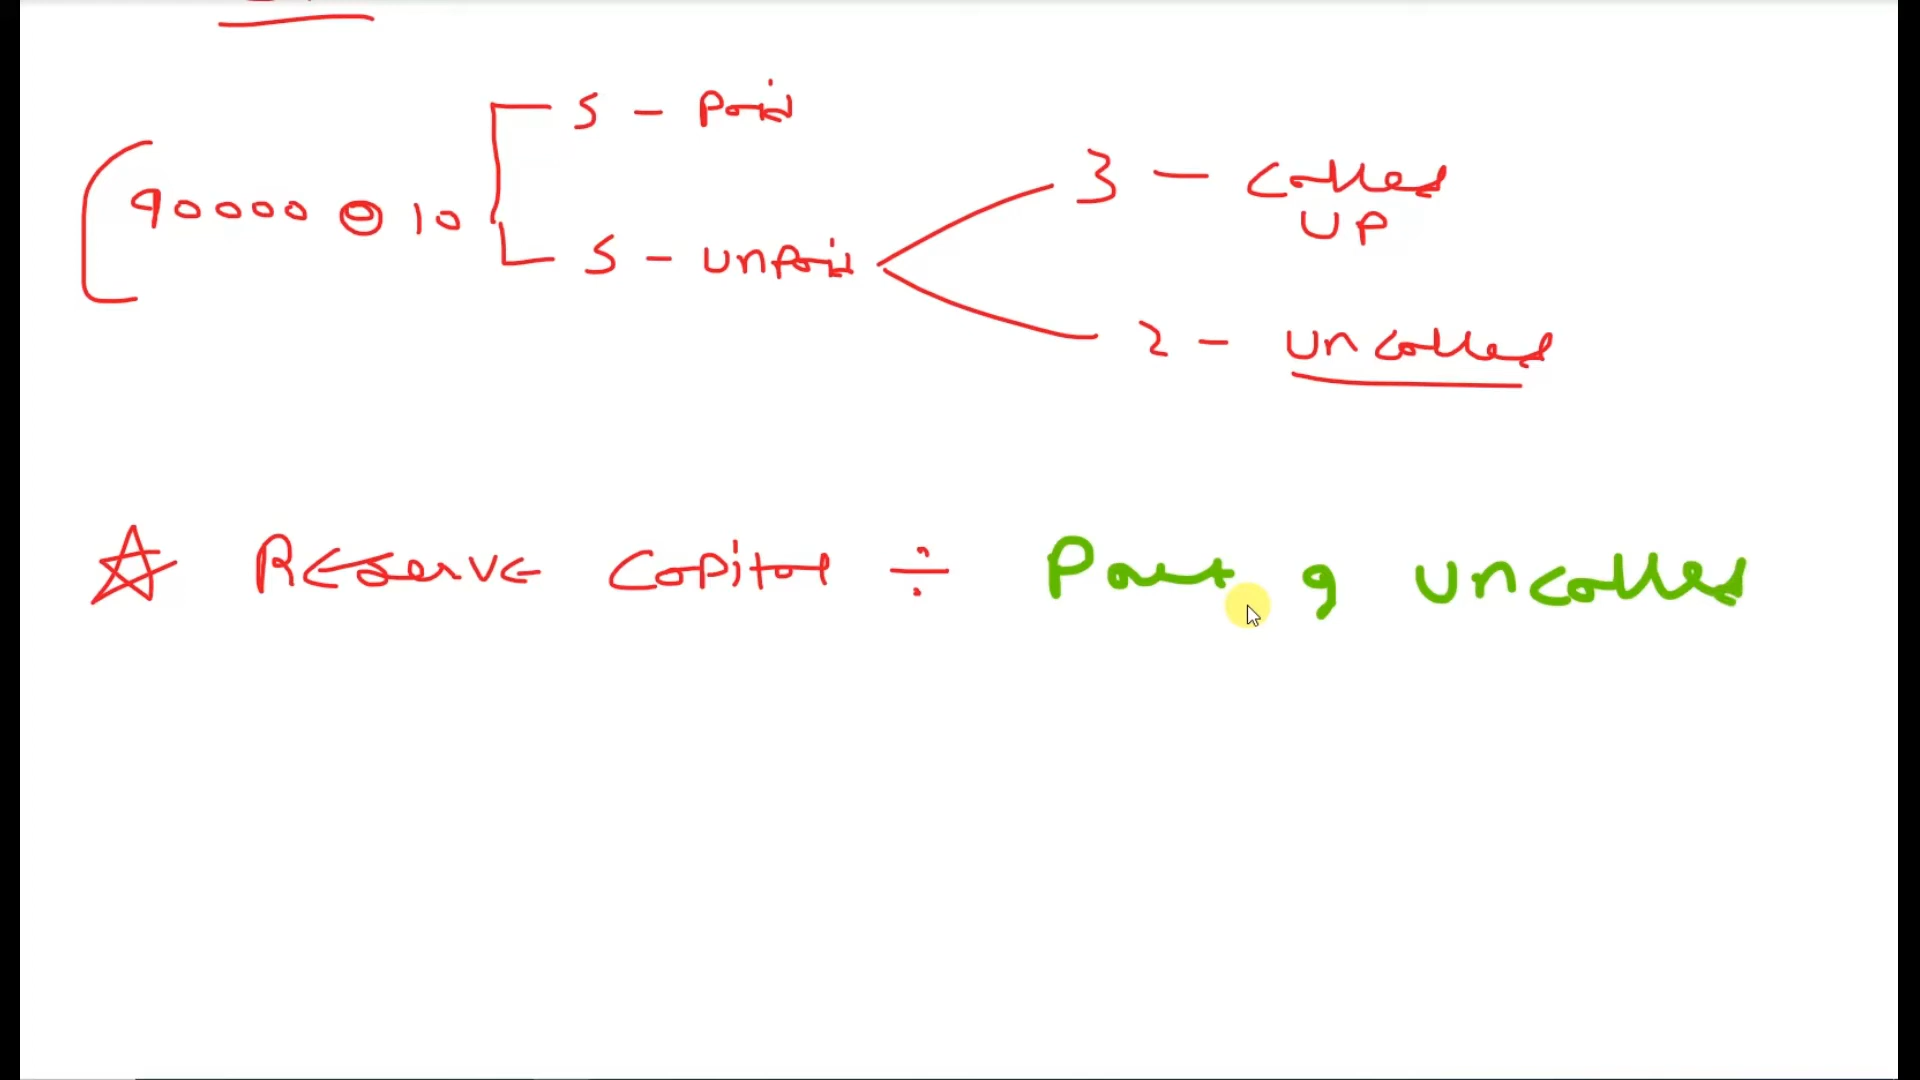 5 - Paid
90000 @ 10
3 - Called
UP
5 - unPaid
2 - uncalled
Reserve Capital ÷ Part of uncalled